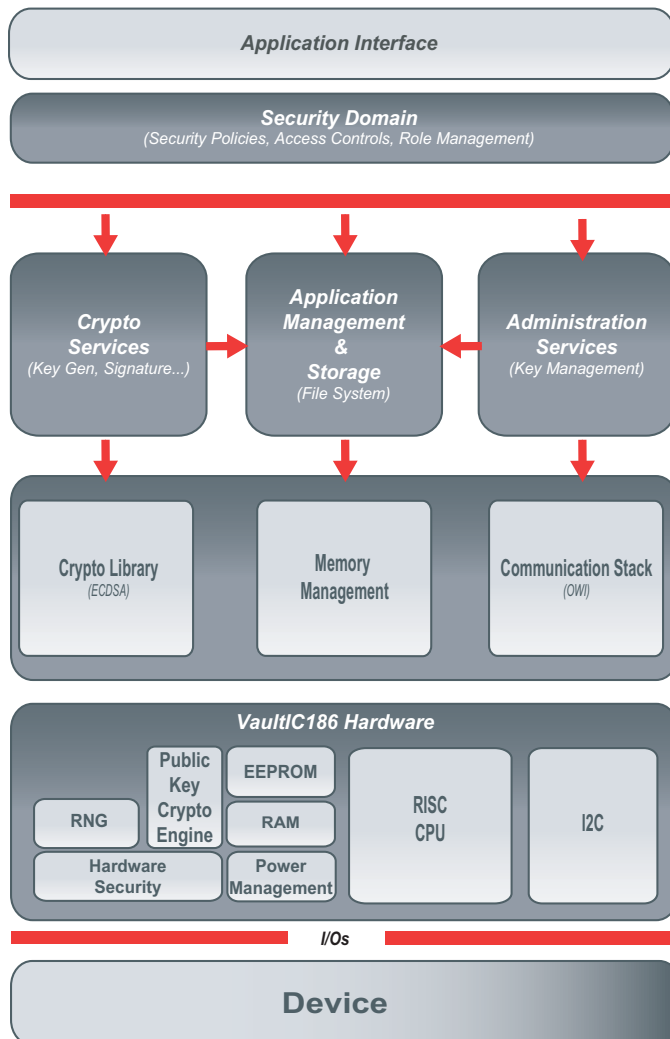 Application Interface
Security Domain
(Security Policies, Access Controls, Role Management)
Crypto
Services
(Key Gen, Signature...)
Application
Management
&
Storage
(File System)
Administration
Services
(Key Management)
Crypto Library
(ECDSA)
Memory
Management
Communication Stack
(OWI)
VaultIC186 Hardware
RNG
Public
Key
Crypto
Engine
EEPROM
RAM
Hardware
Security
Power
Management
RISC
CPU
I2C
I/Os
Device